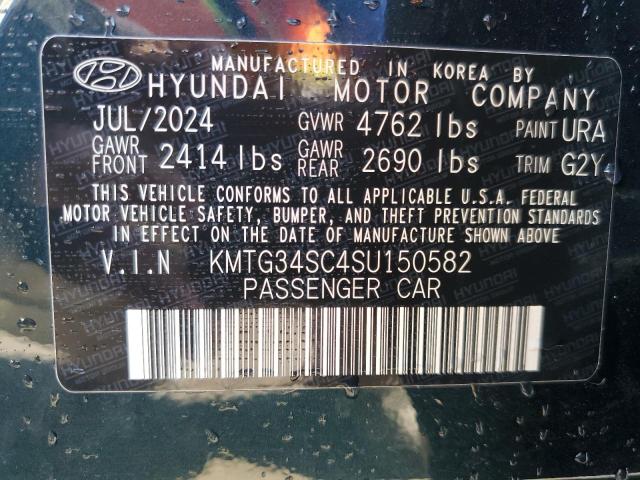 MANUFACTURED IN KOREA BY
HYUNDAI MOTOR COMPANY
JUL/2024 GVWR 4762 lbs PAINT URA
GAWR FRONT 2414 lbs GAWR REAR 2690 lbs TRIM G2Y
THIS VEHICLE CONFORMS TO ALL APPLICABLE U.S.A. FEDERAL
MOTOR VEHICLE SAFETY, BUMPER, AND THEFT PREVENTION STANDARDS
IN EFFECT ON THE DATE OF MANUFACTURE SHOWN ABOVE.
V.I.N KMTG34SC4SU150582
PASSENGER CAR